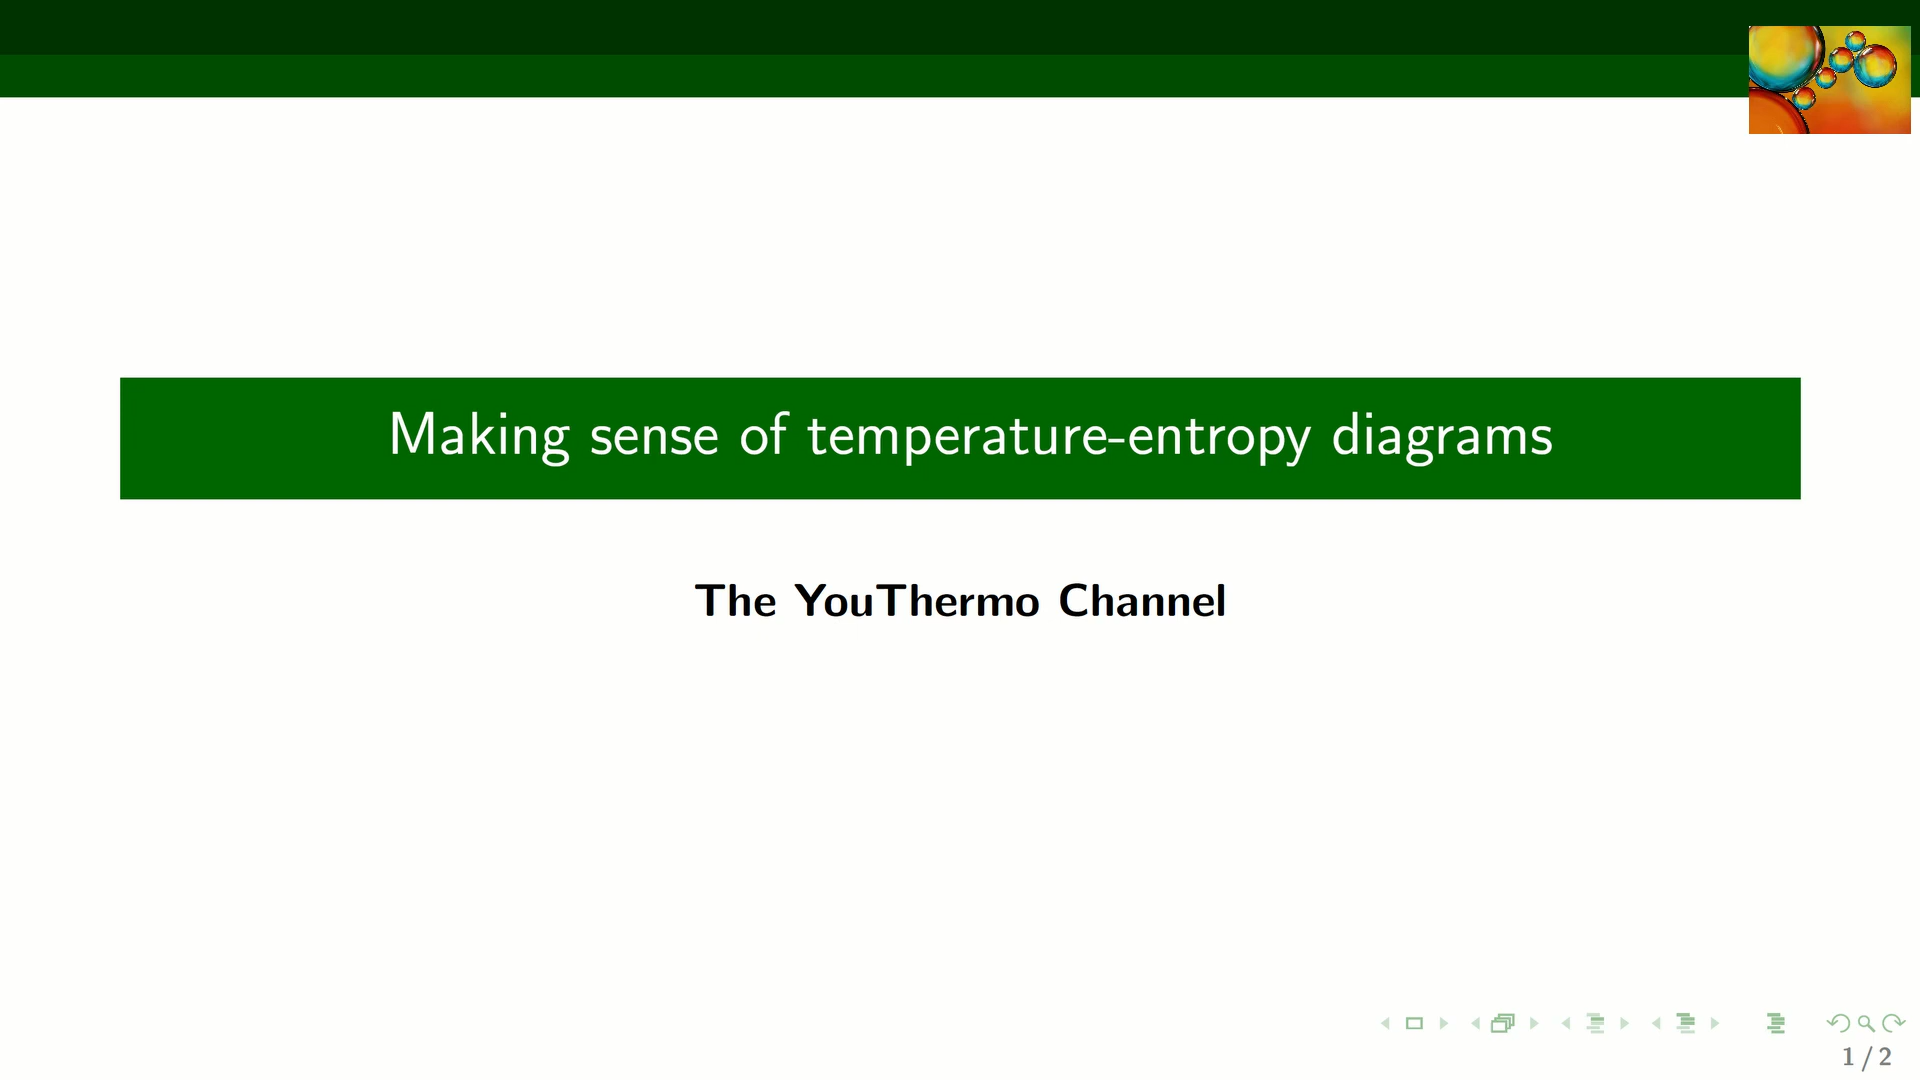 Making sense of temperature-entropy diagrams
The YouThermo Channel
1 / 2